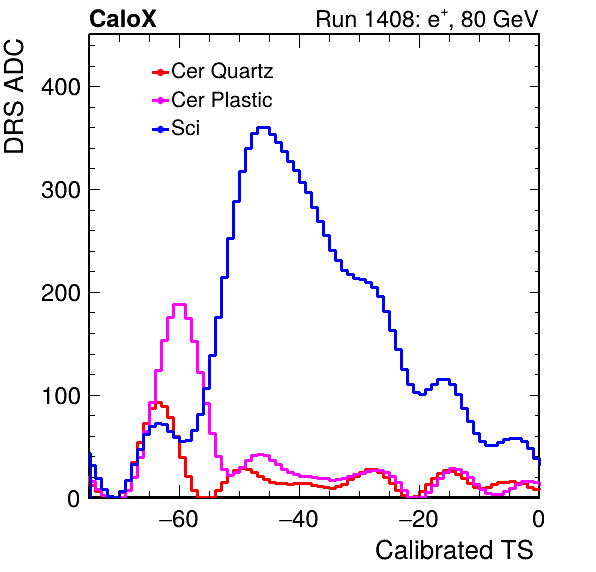 CaloX Run 1408: e+, 80 GeV
DRS ADC
Cer Quartz
Cer Plastic
Sci
400
300
200
100
0
−60 −40 −20 0
Calibrated TS